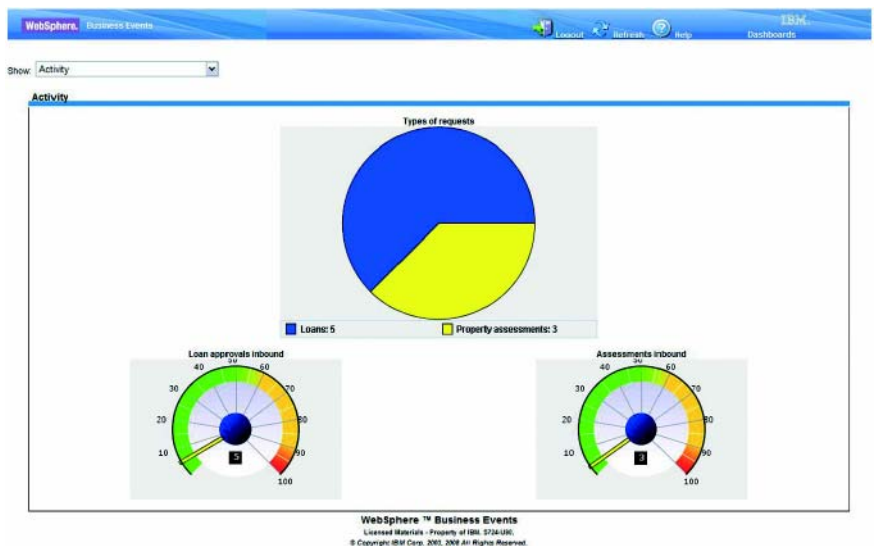 WebSphere. Business Events
Logout Refresh Help
IBM.
Dashboards
Show: Activity
Activity
Types of requests
Loans: 5 Property assessments: 3
Loan approvals inbound
10 20 30 40 50 60 70 80 90 100
5
Assessments inbound
10 20 30 40 50 60 70 80 90 100
3
WebSphere ™ Business Events
Licensed Materials - Property of IBM. 5724-U90.
© Copyright IBM Corp. 2003, 2008 All Rights Reserved.